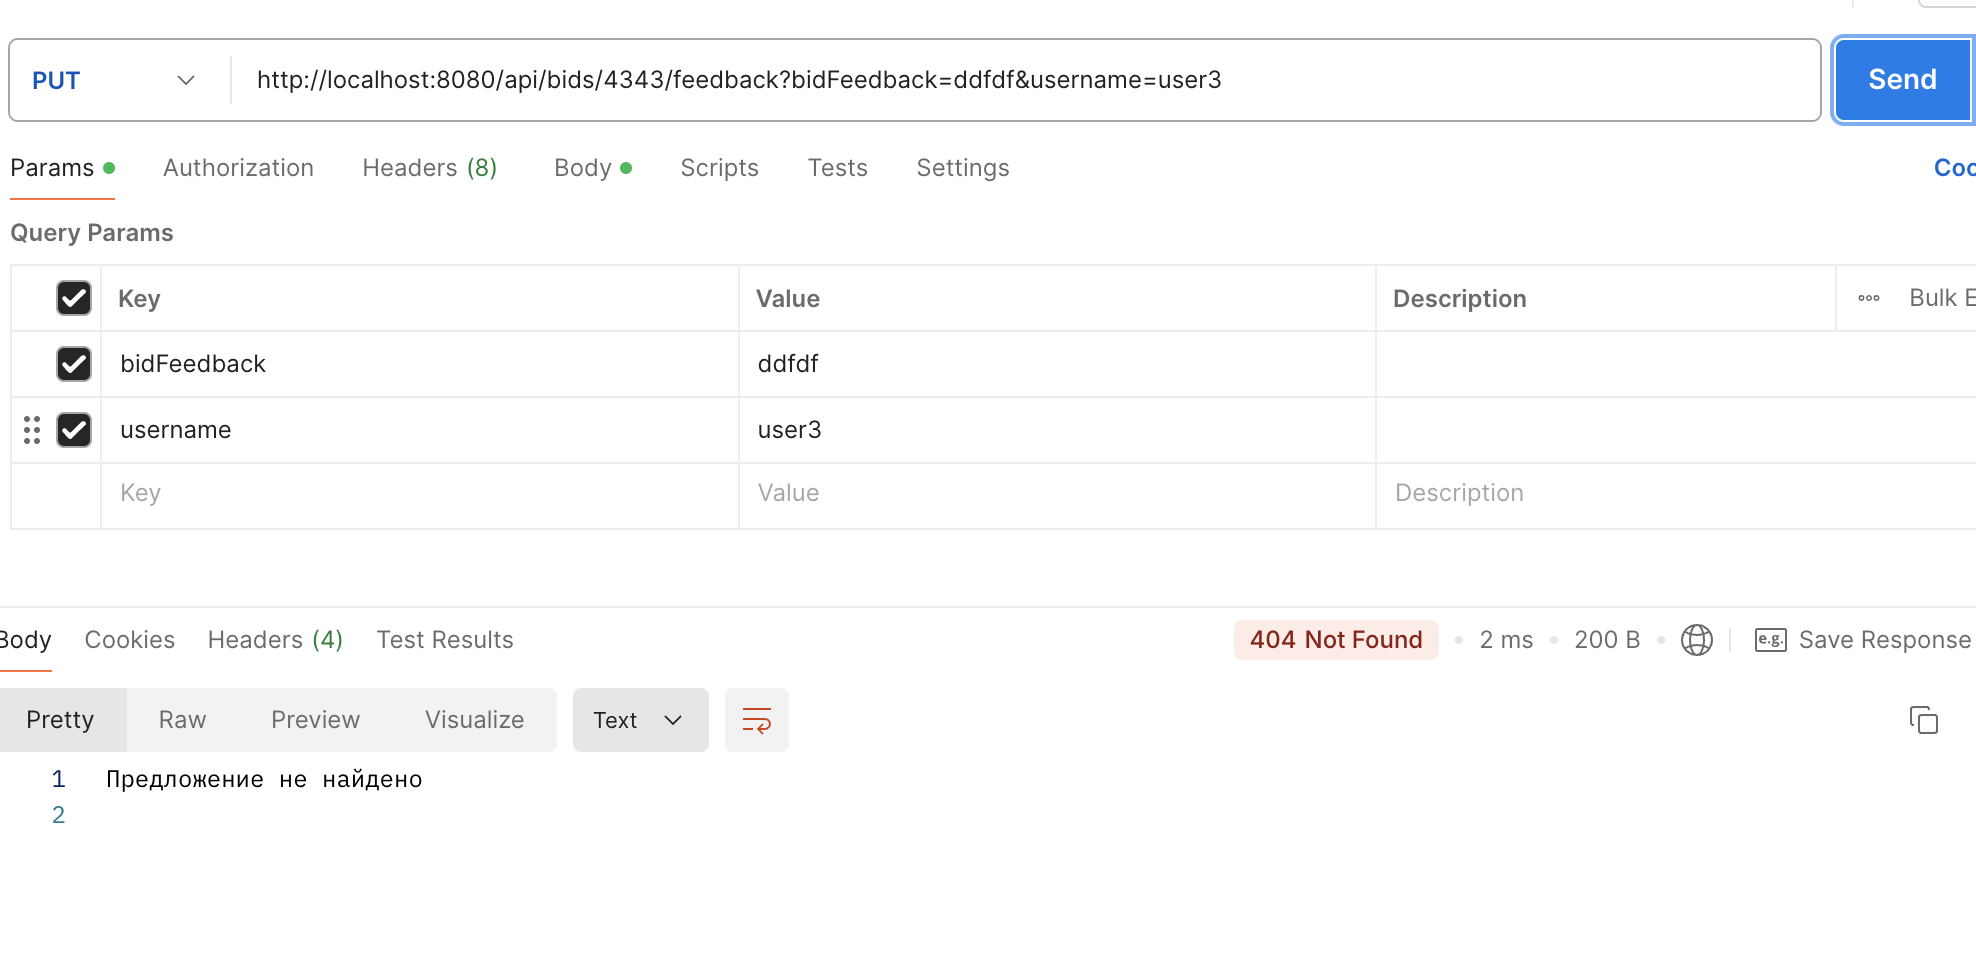 PUT http://localhost:8080/api/bids/4343/feedback?bidFeedback=ddfdf&username=user3 Send
Params Authorization Headers (8) Body Scripts Tests Settings Coo
Query Params
Key Value Description Bulk E
bidFeedback ddfdf
username user3
Key Value Description
Body Cookies Headers (4) Test Results 404 Not Found 2 ms 200 B e.g. Save Response
Pretty Raw Preview Visualize Text
1 Предложение не найдено
2